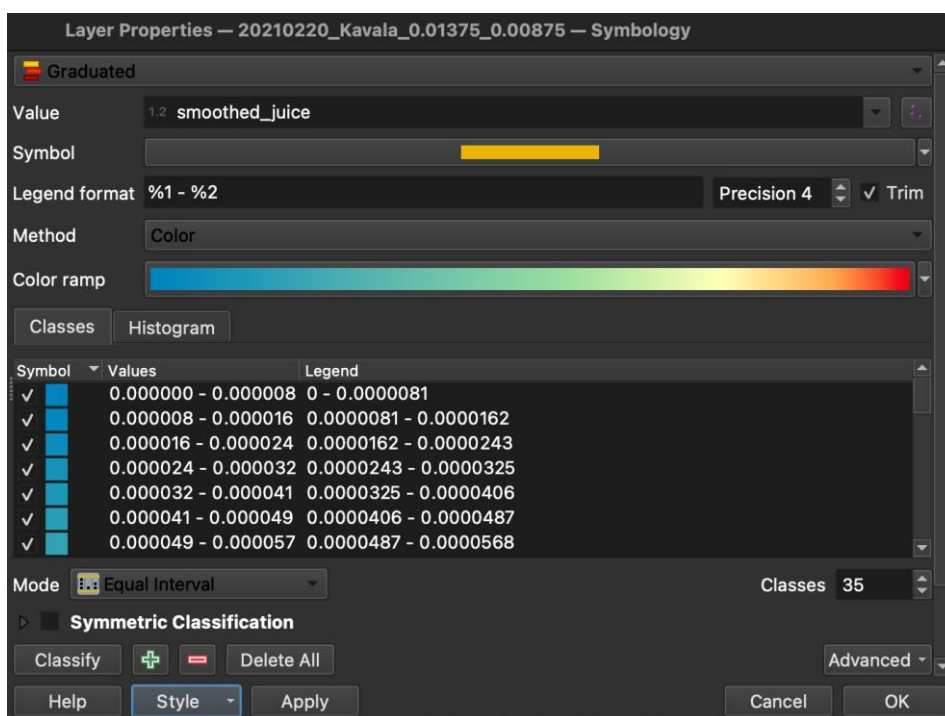 Layer Properties — 20210220_Kavala_0.01375_0.00875 — Symbology
Graduated
Value 1.2 smoothed_juice
Symbol
Legend format %1 - %2 Precision 4 Trim
Method Color
Color ramp
Classes Histogram
Symbol Values Legend
0.000000 - 0.000008 0 - 0.0000081
0.000008 - 0.000016 0.0000081 - 0.0000162
0.000016 - 0.000024 0.0000162 - 0.0000243
0.000024 - 0.000032 0.0000243 - 0.0000325
0.000032 - 0.000041 0.0000325 - 0.0000406
0.000041 - 0.000049 0.0000406 - 0.0000487
0.000049 - 0.000057 0.0000487 - 0.0000568
Mode Equal Interval Classes 35
Symmetric Classification
Classify Delete All Advanced
Help Style Apply Cancel OK